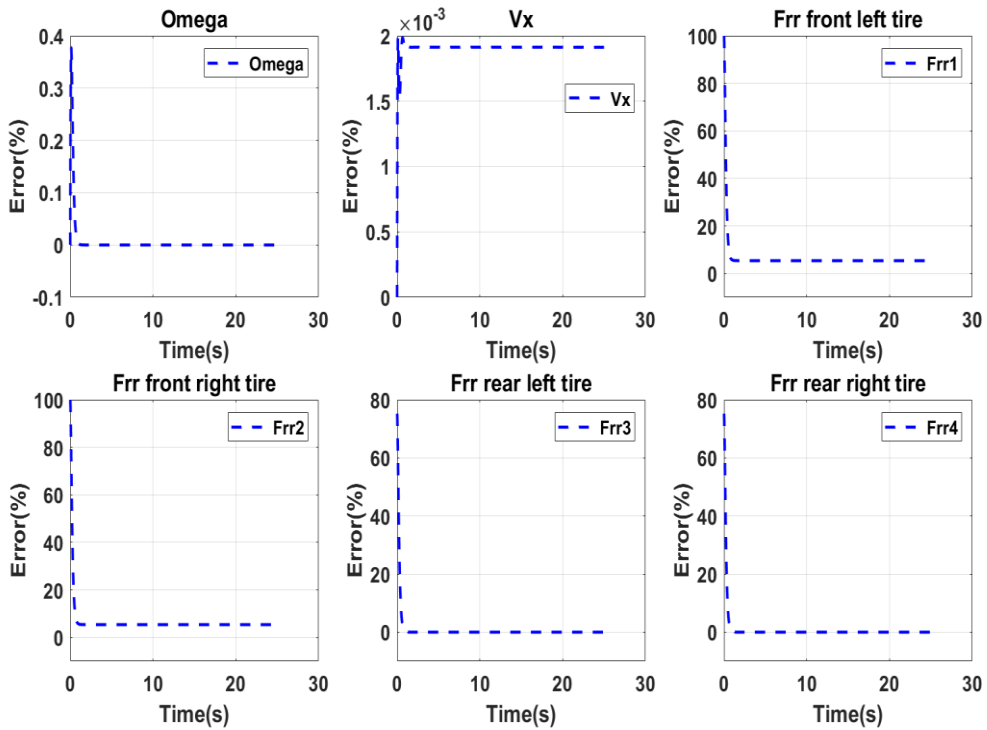 Omega
0.4
0.3
0.2
0.1
0
-0.1
Error(%)
Omega
0 10 20 30
Time(s)
Vx
×10⁻³
2
1.5
1
0.5
0
Error(%)
Vx
0 10 20 30
Time(s)
Frr front left tire
100
80
60
40
20
0
Error(%)
Frr1
0 10 20 30
Time(s)
Frr front right tire
100
80
60
40
20
0
Error(%)
Frr2
0 10 20 30
Time(s)
Frr rear left tire
80
60
40
20
0
Error(%)
Frr3
0 10 20 30
Time(s)
Frr rear right tire
80
60
40
20
0
Error(%)
Frr4
0 10 20 30
Time(s)